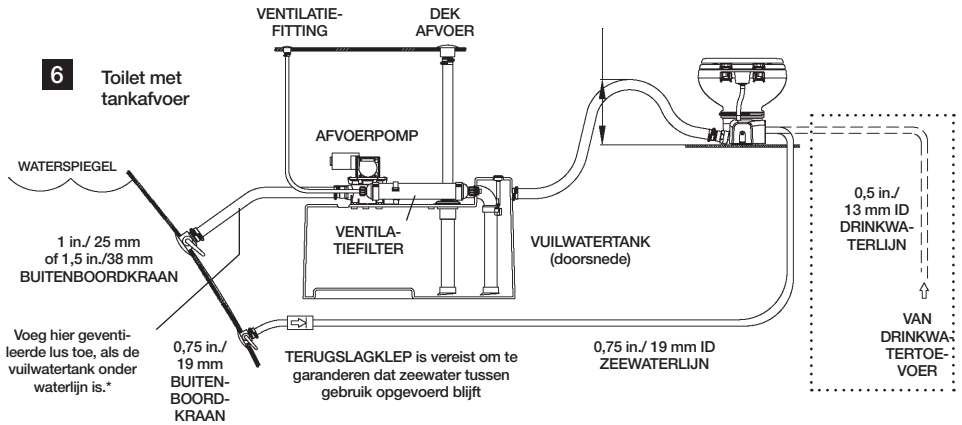 VENTILATIE-
FITTING
DEK
AFVOER
6
Toilet met
tankafvoer
AFVOERPOMP
WATERSPIEGEL
1 in./ 25 mm
of 1,5 in./38 mm
BUITENBOORDKRAAN
VENTILA-
TIEFILTER
VUILWATERTANK
(doorsnede)
0,5 in./
13 mm ID
DRINKWA-
TERLIJN
Voeg hier geventi-
leerde lus toe, als de
vuilwatertank onder
waterlijn is.*
0,75 in./
19 mm
BUITEN-
BOORD-
KRAAN
TERUGSLAGKLEP is vereist om te
garanderen dat zeewater tussen
gebruik opgevoerd blijft
0,75 in./ 19 mm ID
ZEEWATERLIJN
VAN
DRINKWA-
TERTOE-
VOER